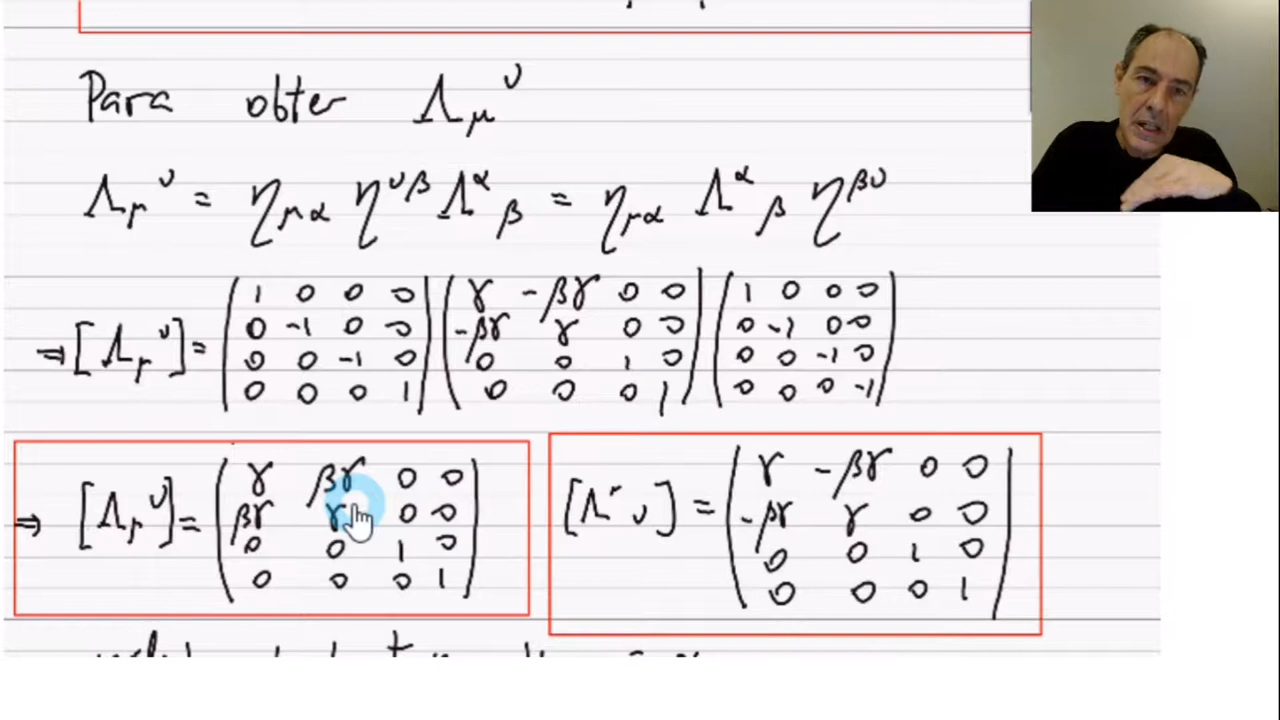 Para obter Λ_μ^ν
Λ_μ^ν = η_μα η^νβ Λ^α_β = η_μα Λ^α_β η^βν
⇒ [Λ_μ^ν] = (1 0 0 0 | 0 -1 0 0 | 0 0 -1 0 | 0 0 0 1) (γ -βγ 0 0 | -βγ γ 0 0 | 0 0 1 0 | 0 0 0 1) (1 0 0 0 | 0 -1 0 0 | 0 0 -1 0 | 0 0 0 -1)
⇒ [Λ_μ^ν] = (γ βγ 0 0 | βγ γ 0 0 | 0 0 1 0 | 0 0 0 1)
[Λ^μ_ν] = (γ -βγ 0 0 | -βγ γ 0 0 | 0 0 1 0 | 0 0 0 1)